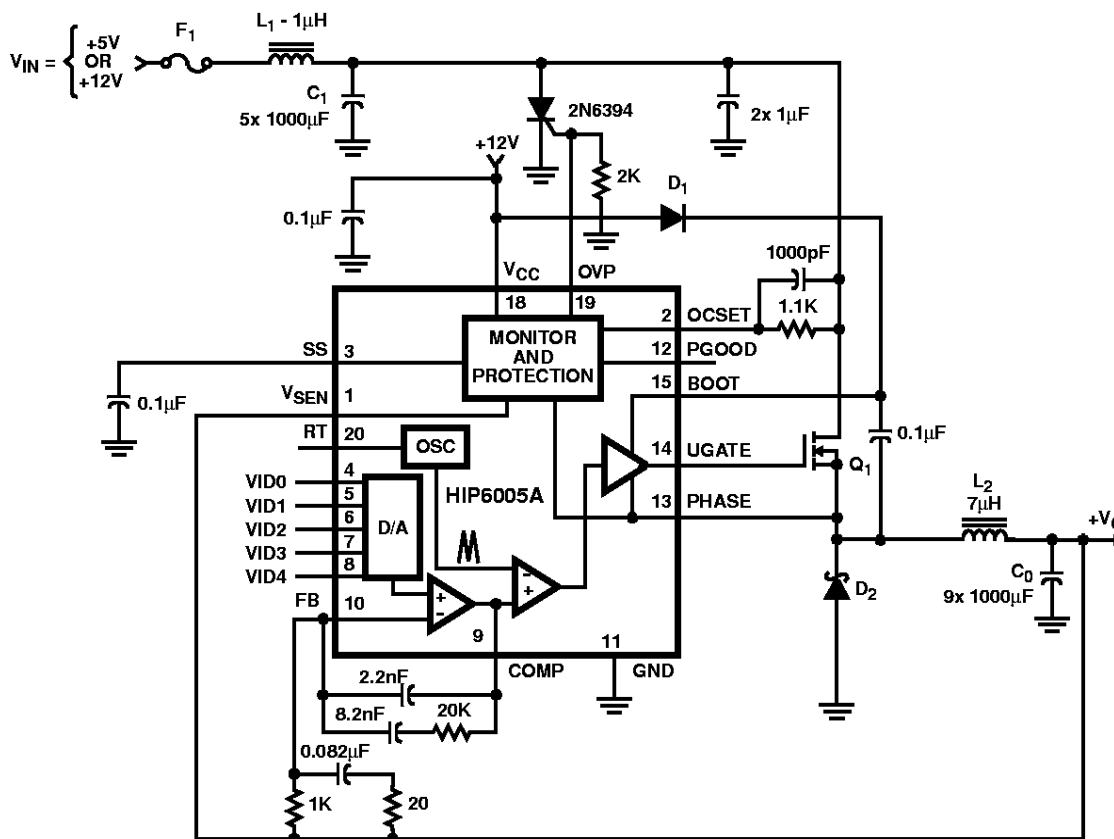 F1
L1 - 1μH
VIN = { +5V OR +12V
C1
5x 1000μF
2N6394
2x 1μF
+12V
2K
D1
0.1μF
1000pF
VCC
OVP
18
19
2
OCSET
1.1K
MONITOR
AND
PROTECTION
SS
3
12
PGOOD
15
BOOT
VSEN
1
0.1μF
0.1μF
RT
20
OSC
14
UGATE
Q1
VID0
4
HIP6005A
13
PHASE
L2
7μH
VID1
5
VID2
6
D/A
+V
VID3
7
VID4
8
+
-
-
+
D2
C0
9x 1000μF
FB
10
9
11
COMP
GND
2.2nF
8.2nF
20K
0.082μF
1K
20